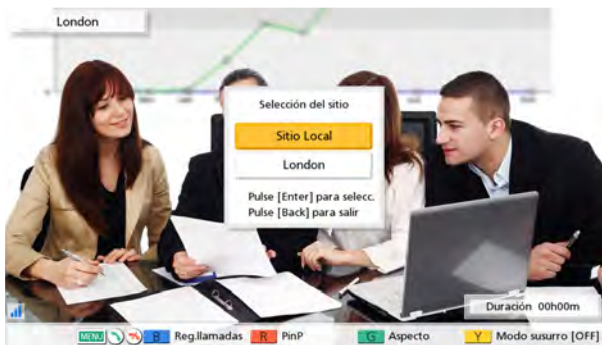 London
Selección del sitio
Sitio Local
London
Pulse [Enter] para selecc.
Pulse [Back] para salir
Duración 00h00m
MENU B Reg.llamadas R PinP G Aspecto Y Modo susurro [OFF]